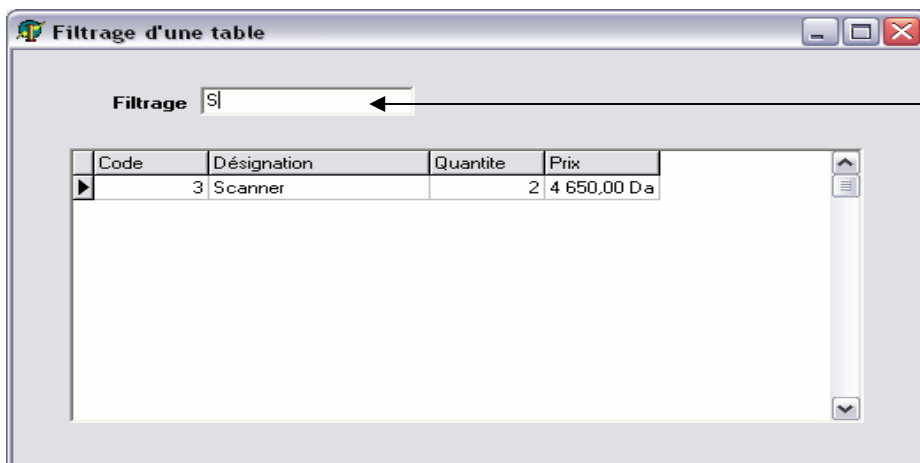 Filtrage d'une table
Filtrage S
Code Désignation Quantite Prix
3 Scanner 2 4 650,00 Da